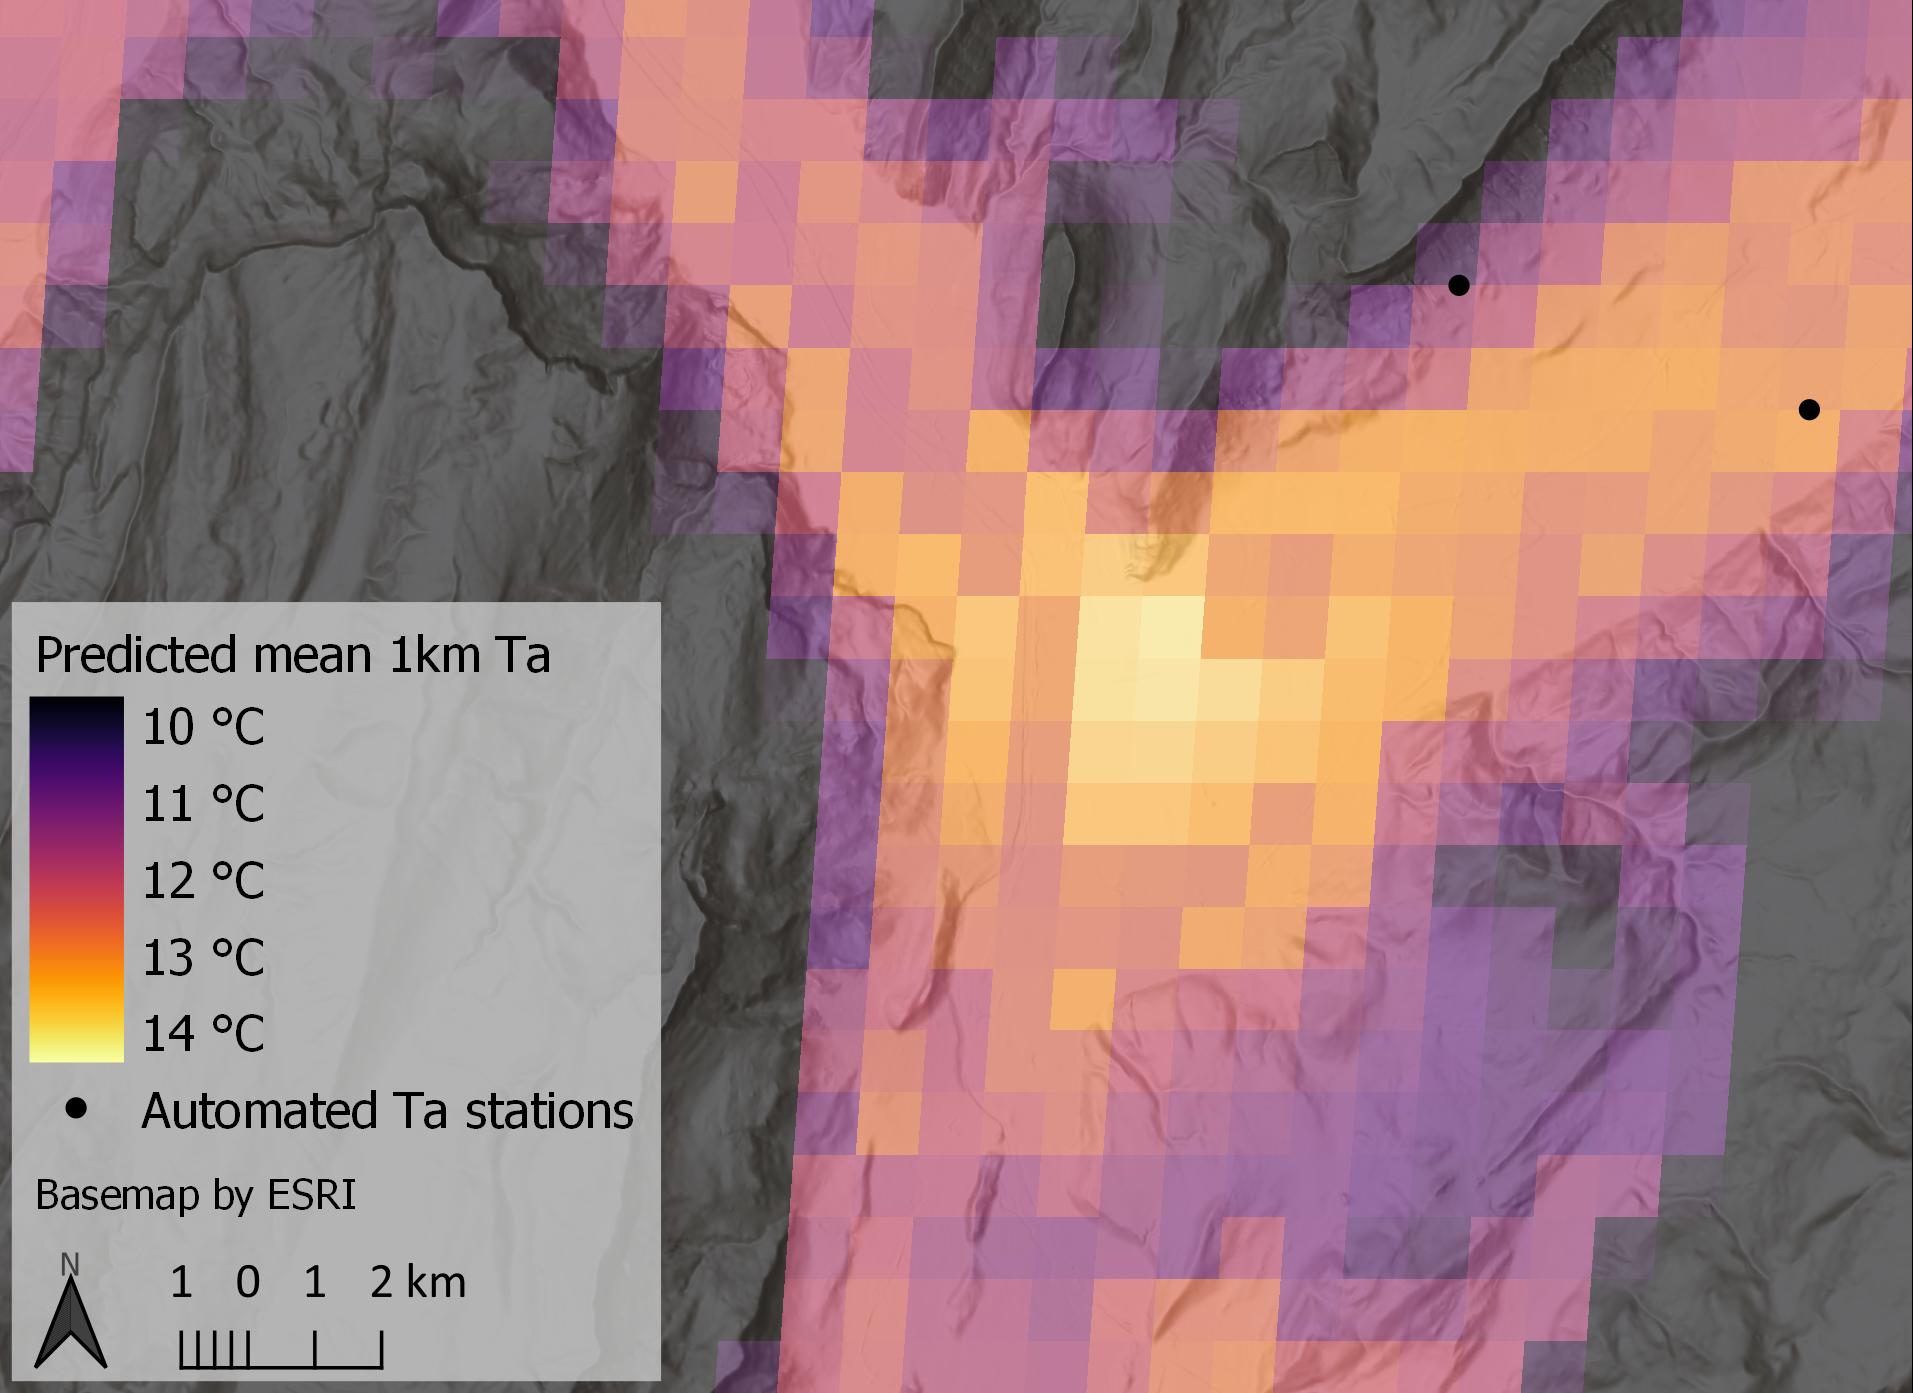 Predicted mean 1km Ta
10 °C
11 °C
12 °C
13 °C
14 °C
Automated Ta stations
Basemap by ESRI
N
1 0 1 2 km